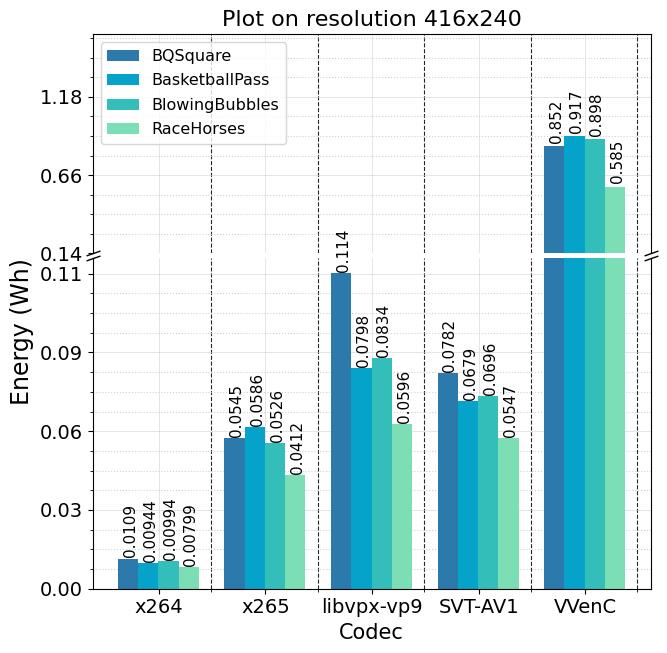 Plot on resolution 416x240
BQSquare
BasketballPass
BlowingBubbles
RaceHorses
1.18
0.66
0.14
0.11
0.09
0.06
0.03
0.00
Energy (Wh)
0.0109
0.00944
0.00994
0.00799
0.0545
0.0586
0.0526
0.0412
0.114
0.0798
0.0834
0.0596
0.0782
0.0679
0.0696
0.0547
0.852
0.917
0.898
0.585
x264
x265
libvpx-vp9
SVT-AV1
VVenC
Codec